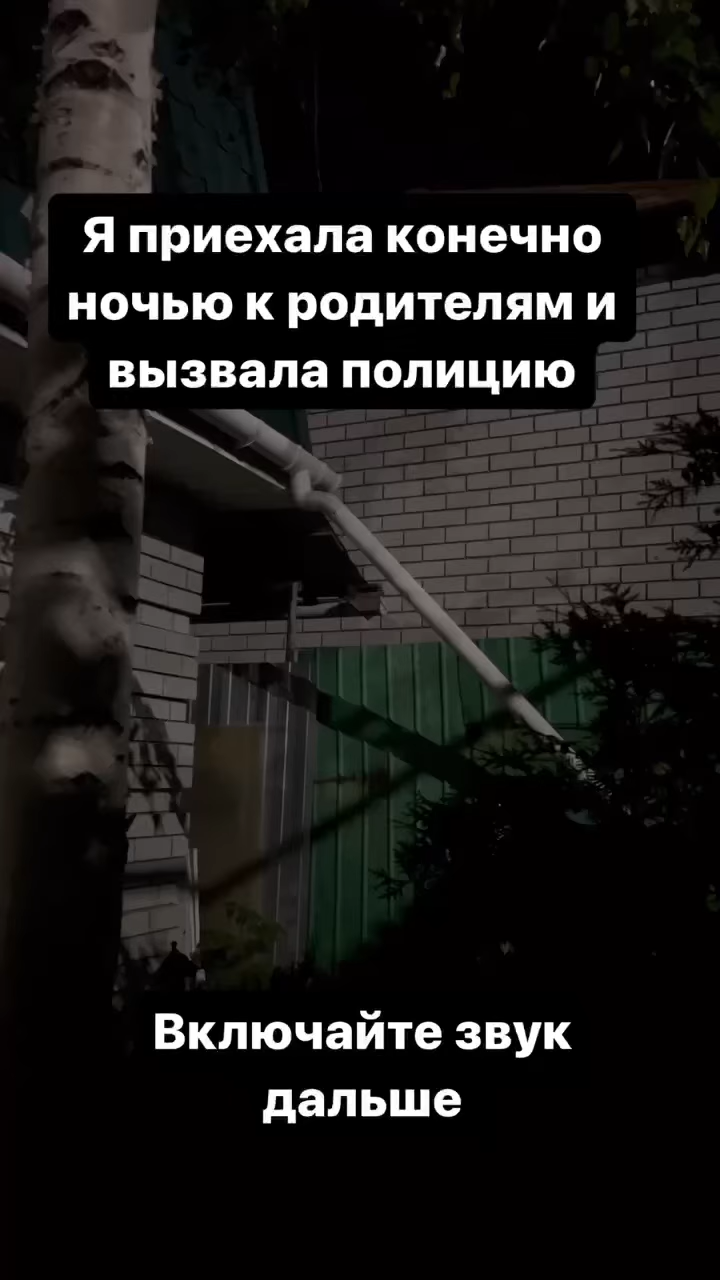 Я приехала конечно
ночью к родителям и
вызвала полицию
Включайте звук
дальше